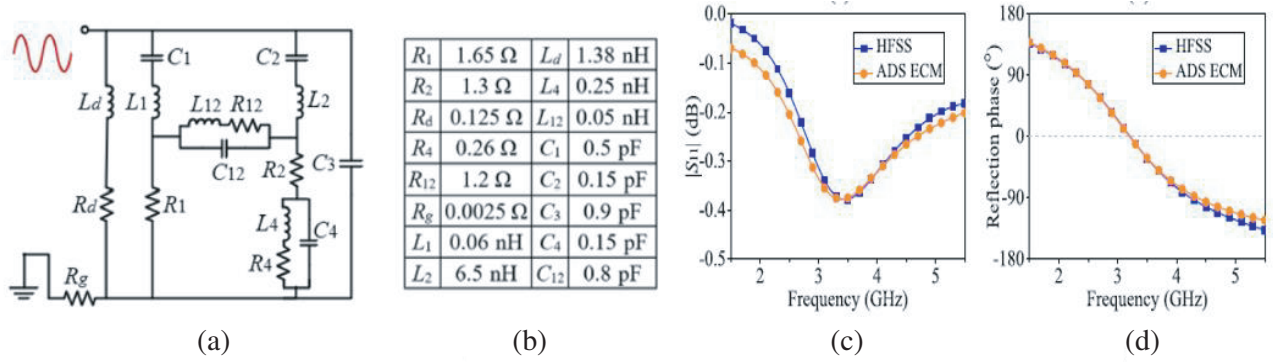 C1
C2
Ld
L1
L12
R12
L2
C12
R2
C3
Rd
R1
L4
C4
R4
Rg
R1 1.65 Ω Ld 1.38 nH
R2 1.3 Ω L4 0.25 nH
Rd 0.125 Ω L12 0.05 nH
R4 0.26 Ω C1 0.5 pF
R12 1.2 Ω C2 0.15 pF
Rg 0.0025 Ω C3 0.9 pF
L1 0.06 nH C4 0.15 pF
L2 6.5 nH C12 0.8 pF
|S11| (dB)
0.0
-0.1
-0.2
-0.3
-0.4
-0.5
HFSS
ADS ECM
2 3 4 5
Frequency (GHz)
Reflection phase (°)
180
90
0
-90
-180
HFSS
ADS ECM
2 3 4 5
Frequency (GHz)
(a) (b) (c) (d)